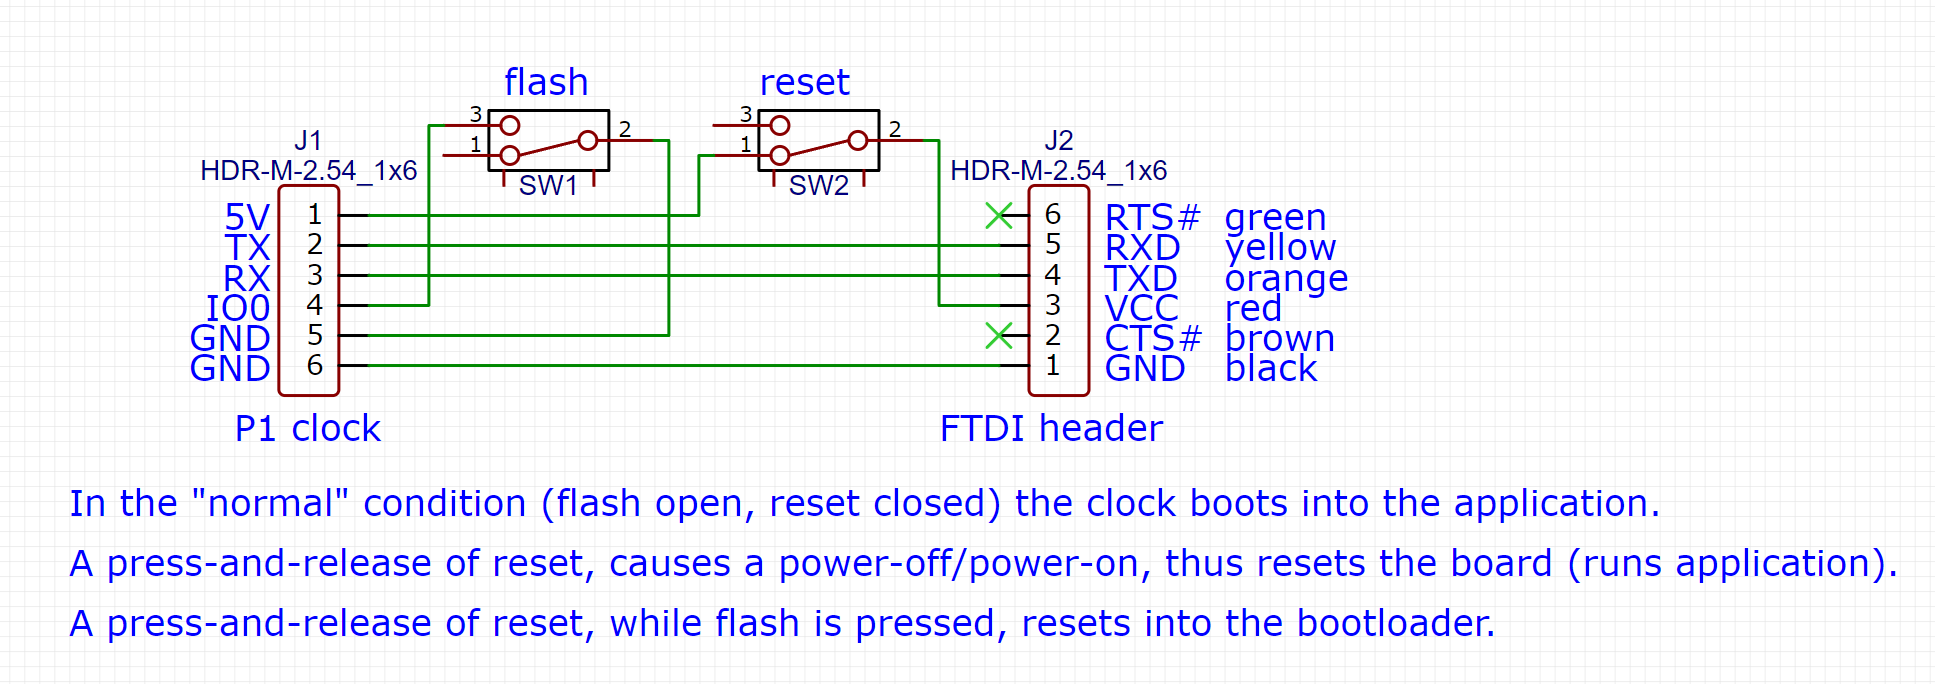 flash
reset
3
1
2
SW1
3
1
2
SW2
J1
HDR-M-2.54_1x6
5V 1
TX 2
RX 3
IO0 4
GND 5
GND 6
P1 clock
J2
HDR-M-2.54_1x6
6 RTS# green
5 RXD yellow
4 TXD orange
3 VCC red
2 CTS# brown
1 GND black
FTDI header
In the "normal" condition (flash open, reset closed) the clock boots into the application.
A press-and-release of reset, causes a power-off/power-on, thus resets the board (runs application).
A press-and-release of reset, while flash is pressed, resets into the bootloader.